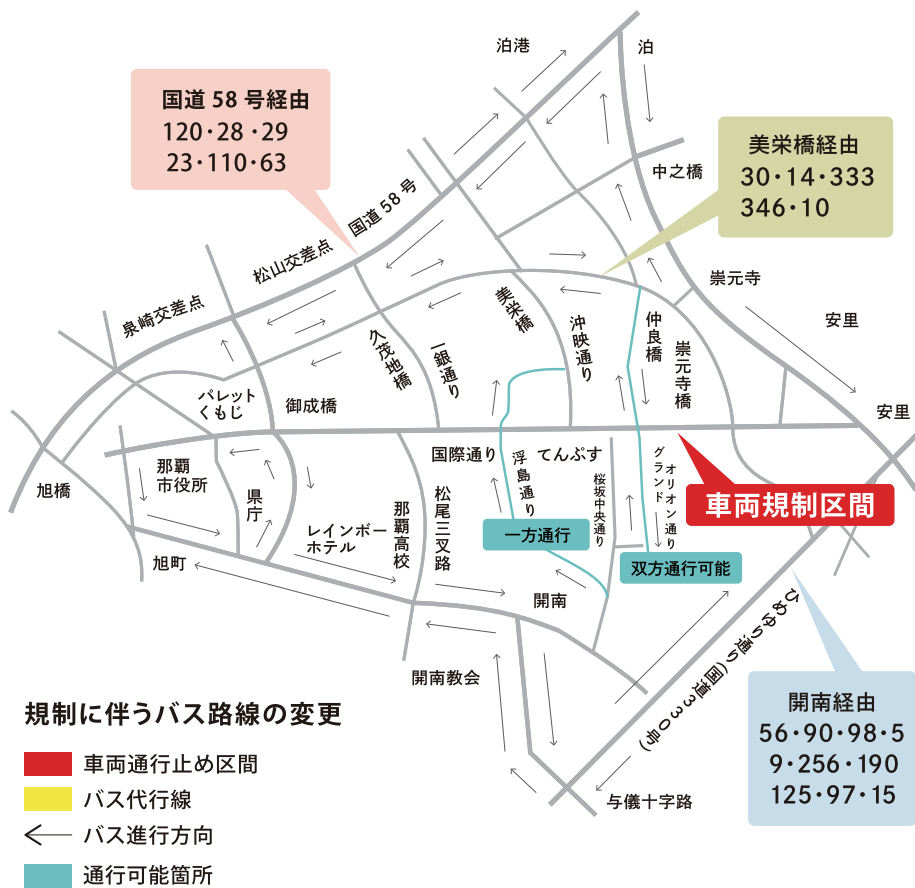 泊港
泊
国道58号経由
120・28・29
23・110・63
美栄橋経由
30・14・333
346・10
中之橋
国道58号
松山交差点
泉崎交差点
崇元寺
安里
安里
美栄橋
沖映通り
仲良橋
崇元寺橋
久茂地橋
一銀通り
パレット
くもじ
御成橋
国際通り
浮島通り
てんぷす
桜坂中央通り
グランド
オリオン通り
車両規制区間
那覇
市役所
県庁
旭橋
レインボー
ホテル
那覇高校
松尾三叉路
一方通行
双方通行可能
旭町
開南
開南教会
ひめゆり通り(国道330号)
与儀十字路
開南経由
56・90・98・5
9・256・190
125・97・15
規制に伴うバス路線の変更
車両通行止め区間
バス代行線
バス進行方向
通行可能箇所